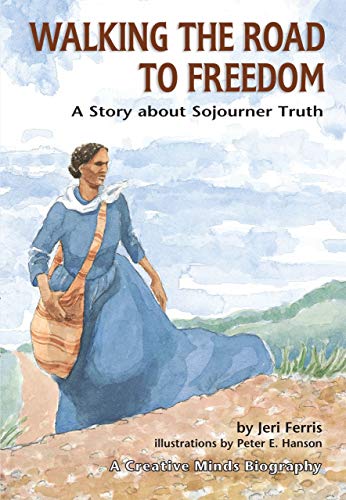 WALKING THE ROAD
TO FREEDOM
A Story about Sojourner Truth
by Jeri Ferris
illustrations by Peter E. Hanson
A Creative Minds Biography